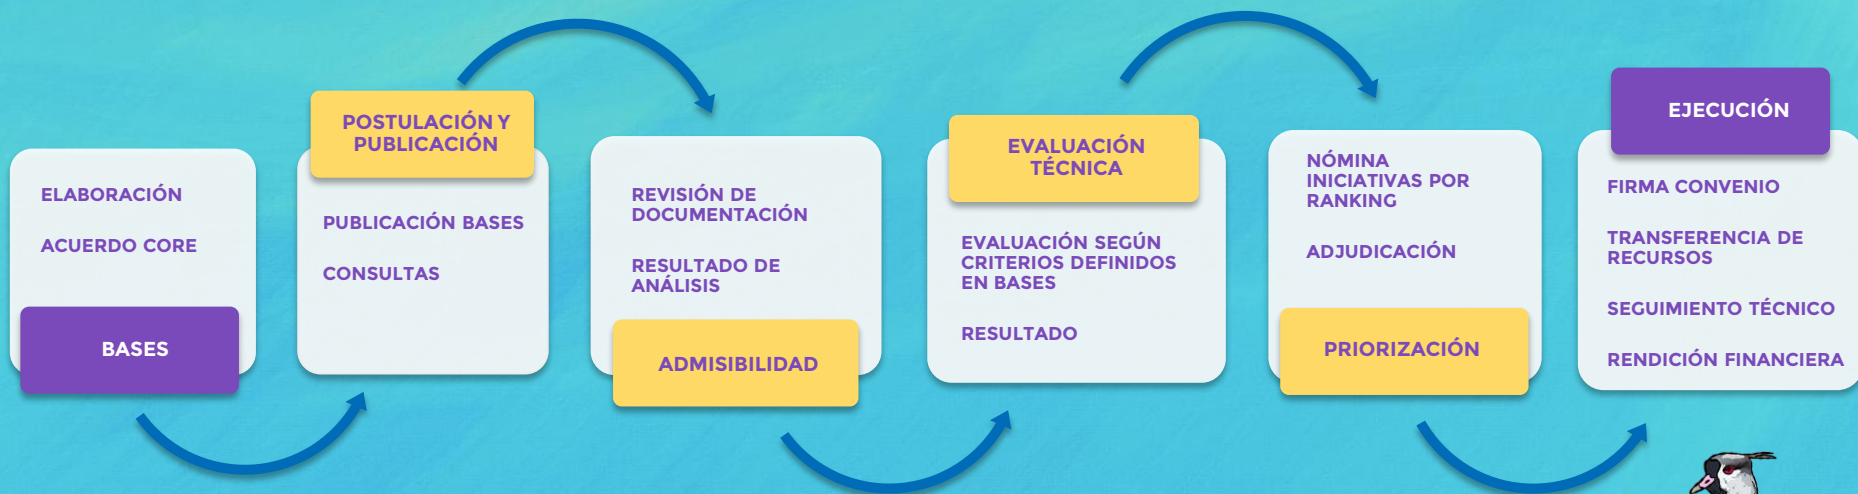 ELABORACIÓN
ACUERDO CORE
BASES
POSTULACIÓN Y
PUBLICACIÓN
PUBLICACIÓN BASES
CONSULTAS
REVISIÓN DE
DOCUMENTACIÓN
RESULTADO DE
ANÁLISIS
ADMISIBILIDAD
EVALUACIÓN
TÉCNICA
EVALUACIÓN SEGÚN
CRITERIOS DEFINIDOS
EN BASES
RESULTADO
NÓMINA
INICIATIVAS POR
RANKING
ADJUDICACIÓN
PRIORIZACIÓN
EJECUCIÓN
FIRMA CONVENIO
TRANSFERENCIA DE
RECURSOS
SEGUIMIENTO TÉCNICO
RENDICIÓN FINANCIERA